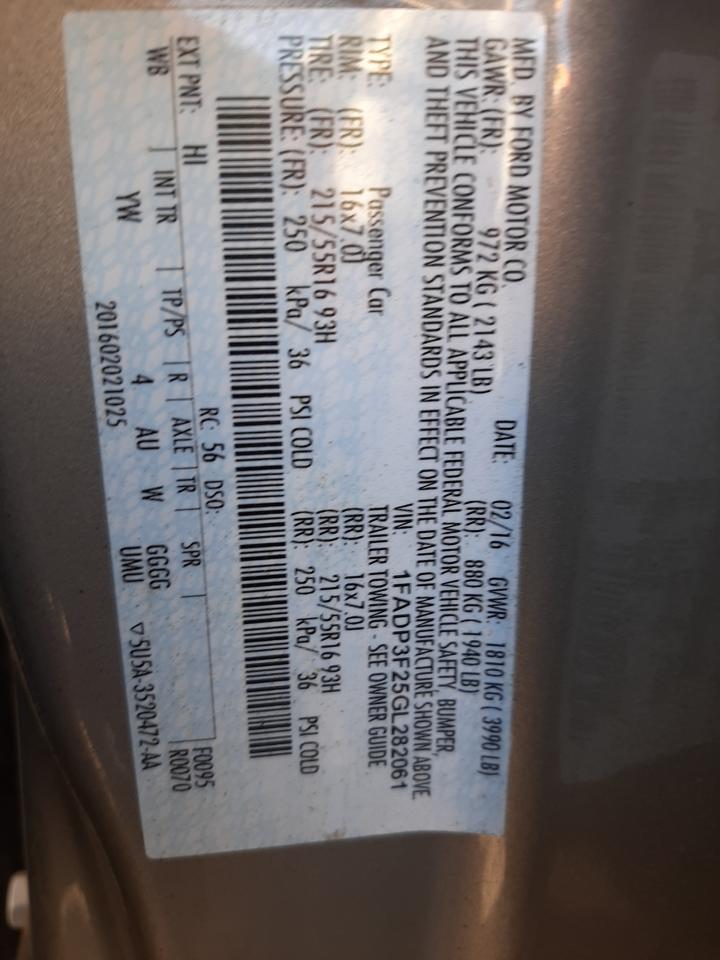 MFD. BY FORD MOTOR CO.
DATE: 02/16 GVWR: 1810 KG ( 3990 LB)
GAWR: (FR): 972 KG ( 2143 LB) (RR): 880 KG ( 1940 LB)
THIS VEHICLE CONFORMS TO ALL APPLICABLE FEDERAL MOTOR VEHICLE SAFETY, BUMPER,
AND THEFT PREVENTION STANDARDS IN EFFECT ON THE DATE OF MANUFACTURE SHOWN ABOVE.
VIN: 1FADP3F25GL282061
TYPE: Passenger Car TRAILER TOWING - SEE OWNER GUIDE
RIM: (FR): 16x7.0J (RR): 16x7.0J
TIRE: (FR): 215/55R16 93H (RR): 215/55R16 93H
PRESSURE: (FR): 250 kPa/ 36 PSI COLD (RR): 250 kPa/ 36 PSI COLD
EXT PNT: HI RC: 56 DSO: F0095
WB | INT TR | TP/PS | R | AXLE | TR | SPR | R0070
YW 4 AU W GGGG
201602021025 UMU ▽5U5A-3520472-AA